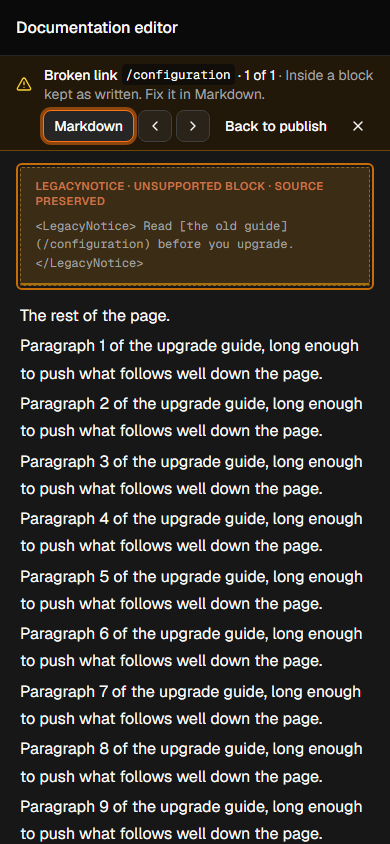 Documentation editor
Broken link /configuration · 1 of 1 · Inside a block
kept as written. Fix it in Markdown.
Markdown < > Back to publish ×
LEGACYNOTICE · UNSUPPORTED BLOCK · SOURCE
PRESERVED
<LegacyNotice> Read [the old guide]
(/configuration) before you upgrade.
</LegacyNotice>
The rest of the page.
Paragraph 1 of the upgrade guide, long enough
to push what follows well down the page.
Paragraph 2 of the upgrade guide, long enough
to push what follows well down the page.
Paragraph 3 of the upgrade guide, long enough
to push what follows well down the page.
Paragraph 4 of the upgrade guide, long enough
to push what follows well down the page.
Paragraph 5 of the upgrade guide, long enough
to push what follows well down the page.
Paragraph 6 of the upgrade guide, long enough
to push what follows well down the page.
Paragraph 7 of the upgrade guide, long enough
to push what follows well down the page.
Paragraph 8 of the upgrade guide, long enough
to push what follows well down the page.
Paragraph 9 of the upgrade guide, long enough
to push what follows well down the page.